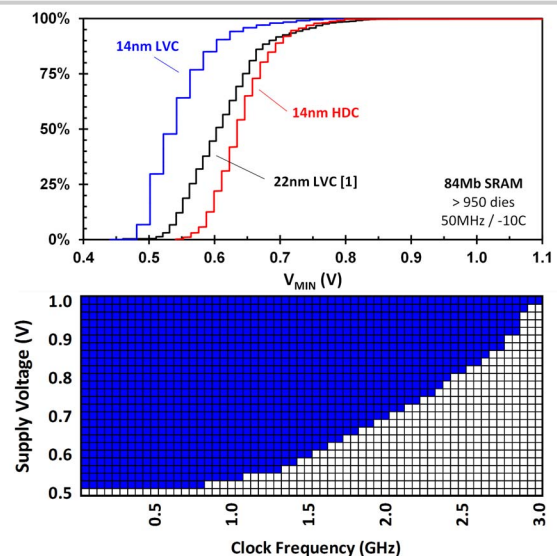 100%
14nm LVC
75%
14nm HDC
50%
22nm LVC [1]
25%
84Mb SRAM
> 950 dies
50MHz / -10C
0%
0.4 0.5 0.6 0.7 0.8 0.9 1.0 1.1
VMIN (V)
Supply Voltage (V)
1.0
0.9
0.8
0.7
0.6
0.5
0.5 1.0 1.5 2.0 2.5 3.0
Clock Frequency (GHz)